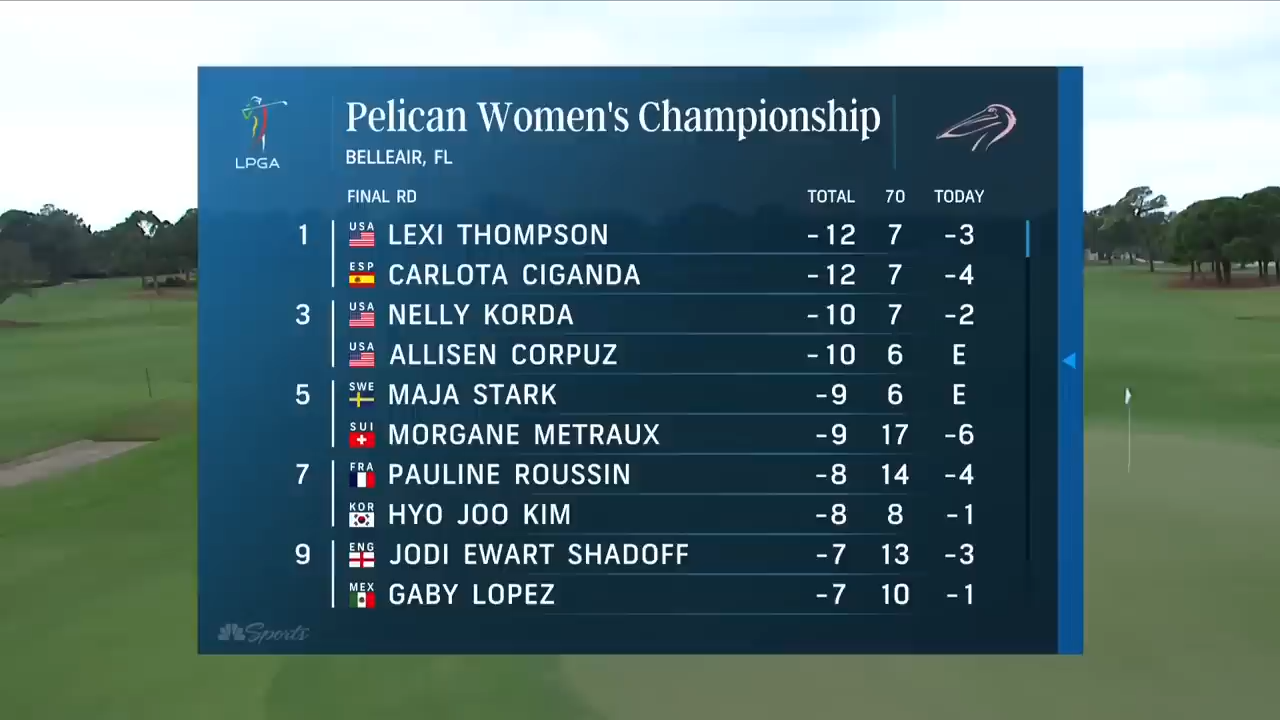 LPGA
Pelican Women's Championship
BELLEAIR, FL
FINAL RD TOTAL 70 TODAY
1 USA LEXI THOMPSON -12 7 -3
ESP CARLOTA CIGANDA -12 7 -4
3 USA NELLY KORDA -10 7 -2
USA ALLISEN CORPUZ -10 6 E
5 SWE MAJA STARK -9 6 E
SUI MORGANE METRAUX -9 17 -6
7 FRA PAULINE ROUSSIN -8 14 -4
KOR HYO JOO KIM -8 8 -1
9 ENG JODI EWART SHADOFF -7 13 -3
MEX GABY LOPEZ -7 10 -1
Sports